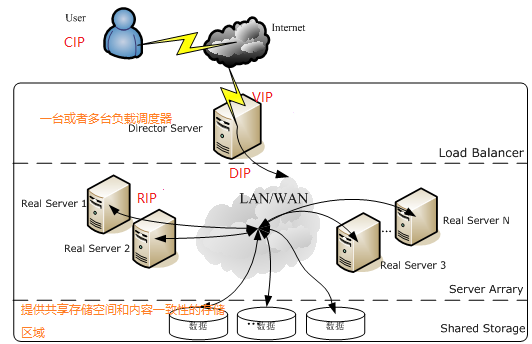 User
CIP
Internet
VIP
一台或者多台负载调度器
Director Server
Load Balancer
DIP
LAN/WAN
Real Server 1
RIP
Real Server N
Real Server 2
...
Real Server 3
Server Arrary
提供共享存储空间和内容一致性的存储
区域
数据
...
数据
数据
Shared Storage